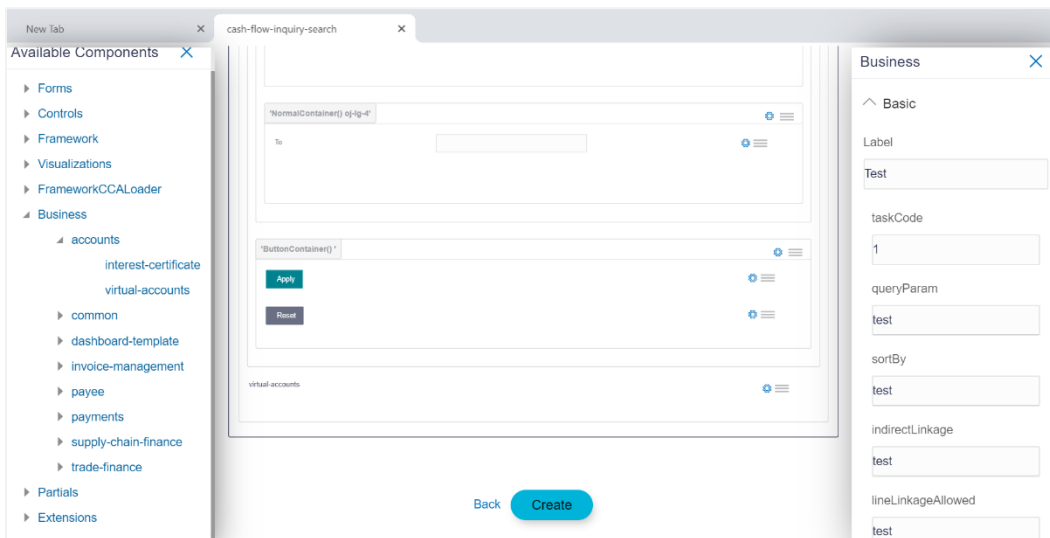 New Tab
cash-flow-inquiry-search
Available Components
Forms
Controls
Framework
Visualizations
FrameworkCCALoader
Business
accounts
interest-certificate
virtual-accounts
common
dashboard-template
invoice-management
payee
payments
supply-chain-finance
trade-finance
Partials
Extensions
'NormalContainer() oj-lg-4'
To
'ButtonContainer() '
Apply
Reset
virtual-accounts
Back
Create
Business
Basic
Label
Test
taskCode
1
queryParam
test
sortBy
test
indirectLinkage
test
lineLinkageAllowed
test